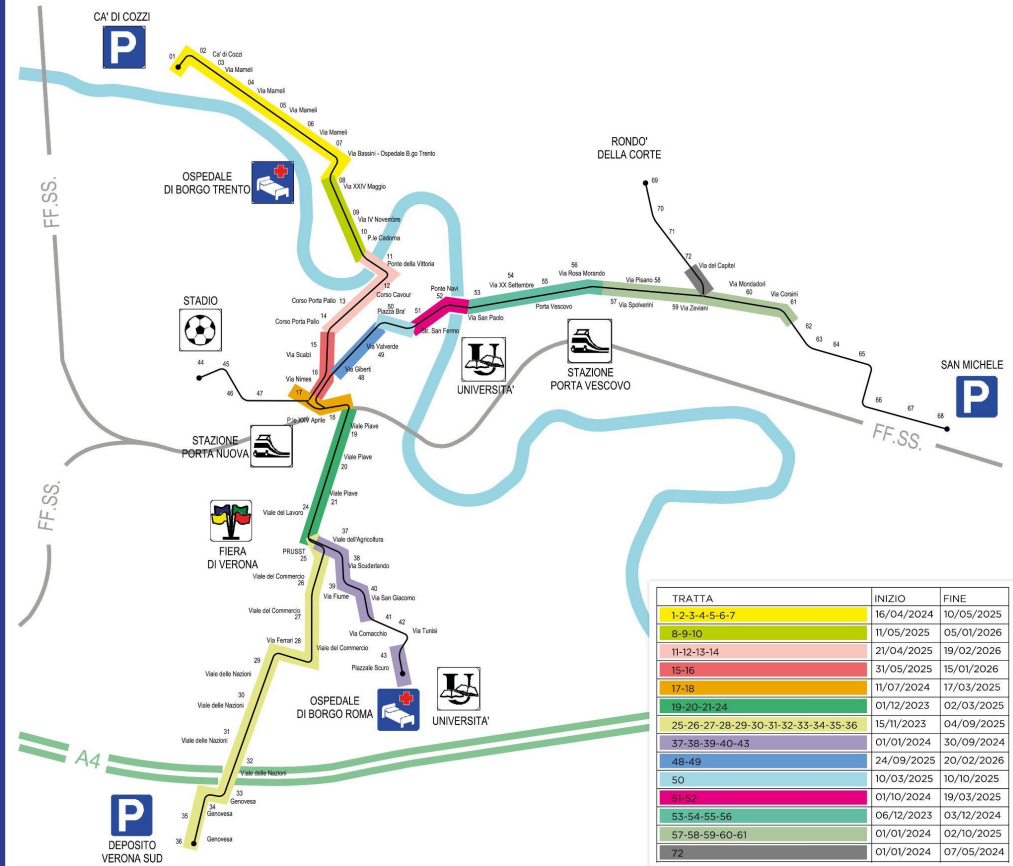 CA' DI COZZI
P
01
02
Ca' di Cozzi
03
Via Mameli
04
Via Mameli
05
Via Mameli
06
Via Mameli
07
Via Bassini - Ospedale B.go Trento
OSPEDALE
DI BORGO TRENTO
08
Via XXIV Maggio
09
Via IV Novembre
10
P.le Cadorna
11
Ponte della Vittoria
12
Corso Cavour
Corso Porta Palio
13
14
Corso Porta Palio
15
Via Scalzi
16
Via Nimes
17
P.le XXV Aprile
18
FF.SS.
STADIO
44
45
46
47
RONDO'
DELLA CORTE
69
70
71
72
Via del Capitel
Piazza Bra'
50
51
Str. San Fermo
Ponte Navi
52
53
Via San Paolo
54
Via XX Settembre
55
Porta Vescovo
56
Via Rosa Morando
57
Via Spolverini
Via Pisano 58
59 Via Zeviani
Via Mondadori
60
Via Corsini
61
62
63
64
65
66
67
68
Via Valverde
49
Via Giberti
48
UNIVERSITA'
STAZIONE
PORTA VESCOVO
SAN MICHELE
P
FF.SS.
STAZIONE
PORTA NUOVA
Viale Piave
19
Viale Piave
20
Viale Piave
21
24
Viale del Lavoro
FF.SS.
FIERA
DI VERONA
PRUSST
25
37
Viale dell'Agricoltura
38
Via Scuderlando
39
Via Fiume
40
Via San Giacomo
41
Via Comacchio
42
Via Tunisi
43
Piazzale Scuro
Viale del Commercio
26
Viale del Commercio
27
Via Ferrari 28
Viale del Commercio
29
Viale delle Nazioni
30
Viale delle Nazioni
31
Viale delle Nazioni
32
Viale delle Nazioni
33
Genovesa
34
Genovesa
35
36
Genovesa
OSPEDALE
DI BORGO ROMA
UNIVERSITA'
A4
P
DEPOSITO
VERONA SUD
TRATTA INIZIO FINE
1-2-3-4-5-6-7 16/04/2024 10/05/2025
8-9-10 11/05/2025 05/01/2026
11-12-13-14 21/04/2025 19/02/2026
15-16 31/05/2025 15/01/2026
17-18 11/07/2024 17/03/2025
19-20-21-24 01/12/2023 02/03/2025
25-26-27-28-29-30-31-32-33-34-35-36 15/11/2023 04/09/2025
37-38-39-40-43 01/01/2024 30/09/2024
48-49 24/09/2025 20/02/2026
50 10/03/2025 10/10/2025
51-52 01/10/2024 19/03/2025
53-54-55-56 06/12/2023 03/12/2024
57-58-59-60-61 01/01/2024 02/10/2025
72 01/01/2024 07/05/2024